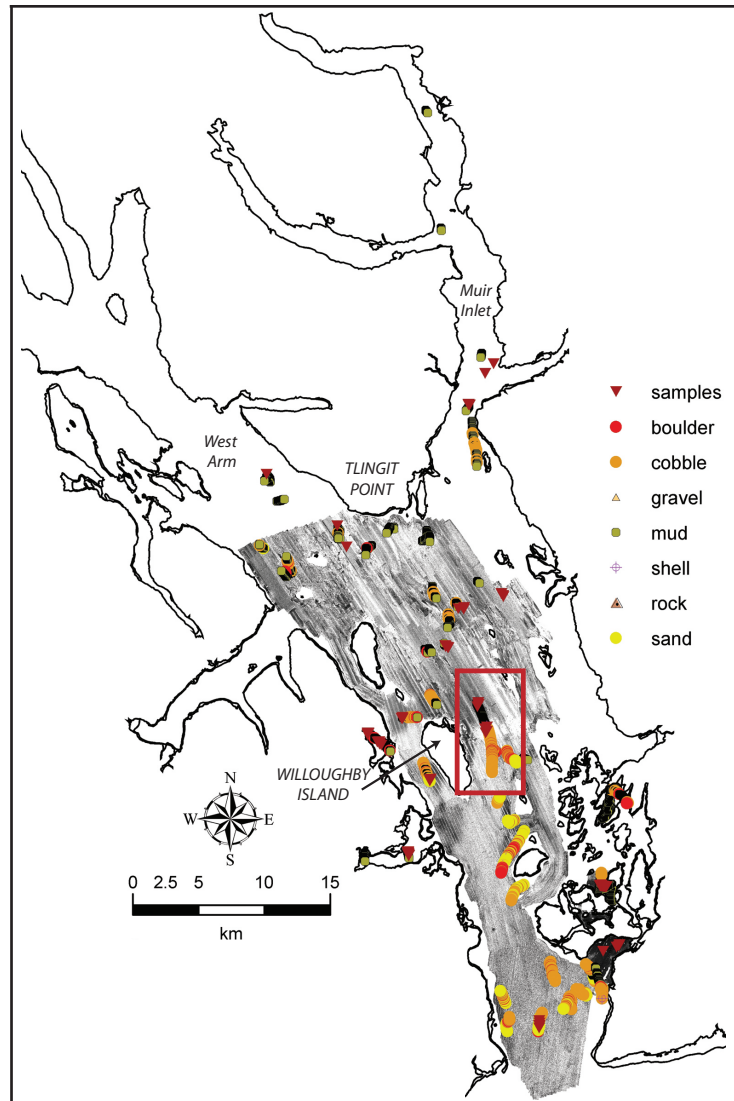 Muir
Inlet
samples
boulder
West
Arm
cobble
TLINGIT
POINT
gravel
mud
shell
rock
sand
WILLOUGHBY
ISLAND
N
W E
S
0 2.5 5 10 15
km